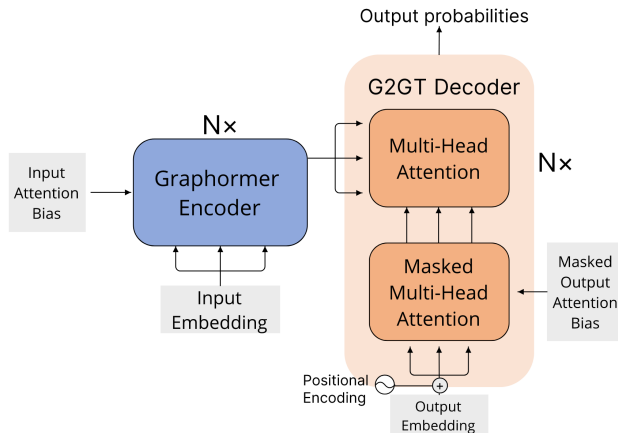 Output probabilities
G2GT Decoder
N×
Multi-Head
Attention
N×
Input
Attention
Bias
Graphormer
Encoder
Masked
Multi-Head
Attention
Masked
Output
Attention
Bias
Input
Embedding
Positional
Encoding
+
Output
Embedding